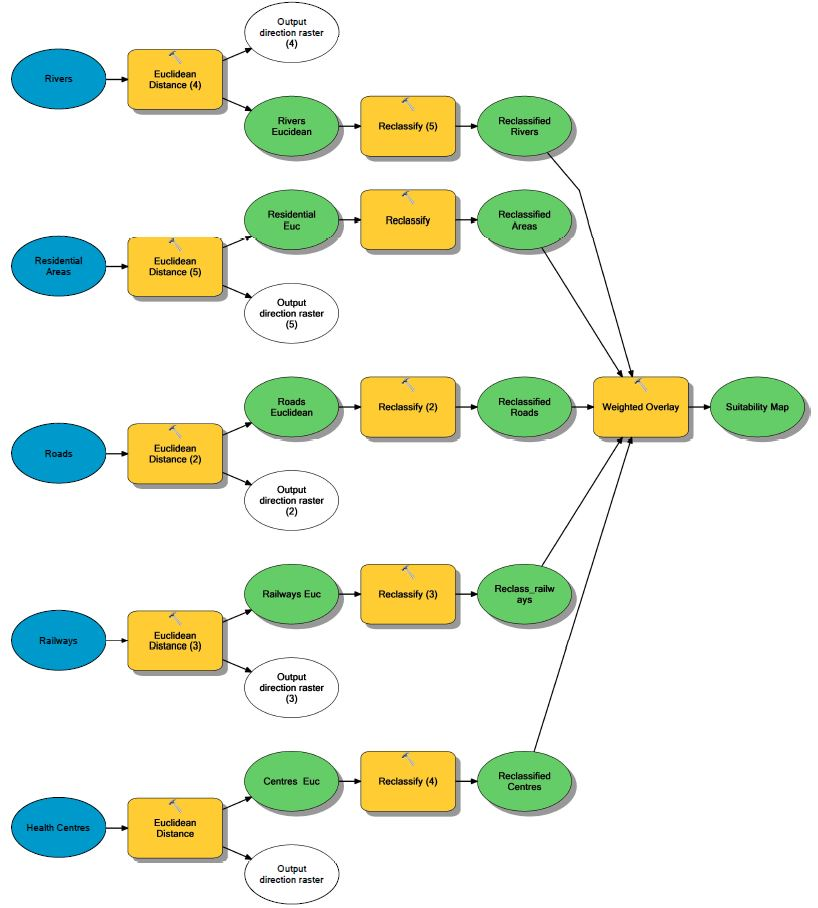 Output
direction raster
(4)
Rivers
Euclidean
Distance (4)
Rivers
Eucidean
Reclassify (5)
Reclassified
Rivers
Residential
Euc
Reclassify
Reclassified
Areas
Residential
Areas
Euclidean
Distance (5)
Output
direction raster
(5)
Roads
Euclidean
Reclassify (2)
Reclassified
Roads
Weighted Overlay
Suitability Map
Roads
Euclidean
Distance (2)
Output
direction raster
(2)
Railways Euc
Reclassify (3)
Reclass_railw
ays
Railways
Euclidean
Distance (3)
Output
direction raster
(3)
Centres Euc
Reclassify (4)
Reclassified
Centres
Health Centres
Euclidean
Distance
Output
direction raster